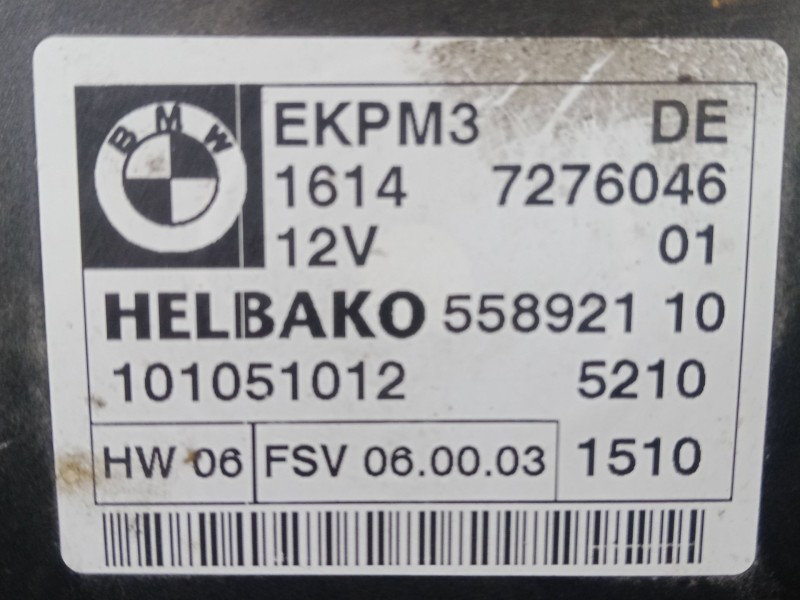 BMW
EKPM3 DE
1614 7276046
12V 01
HELBAKO 558921 10
101051012 5210
HW 06 FSV 06.00.03 1510